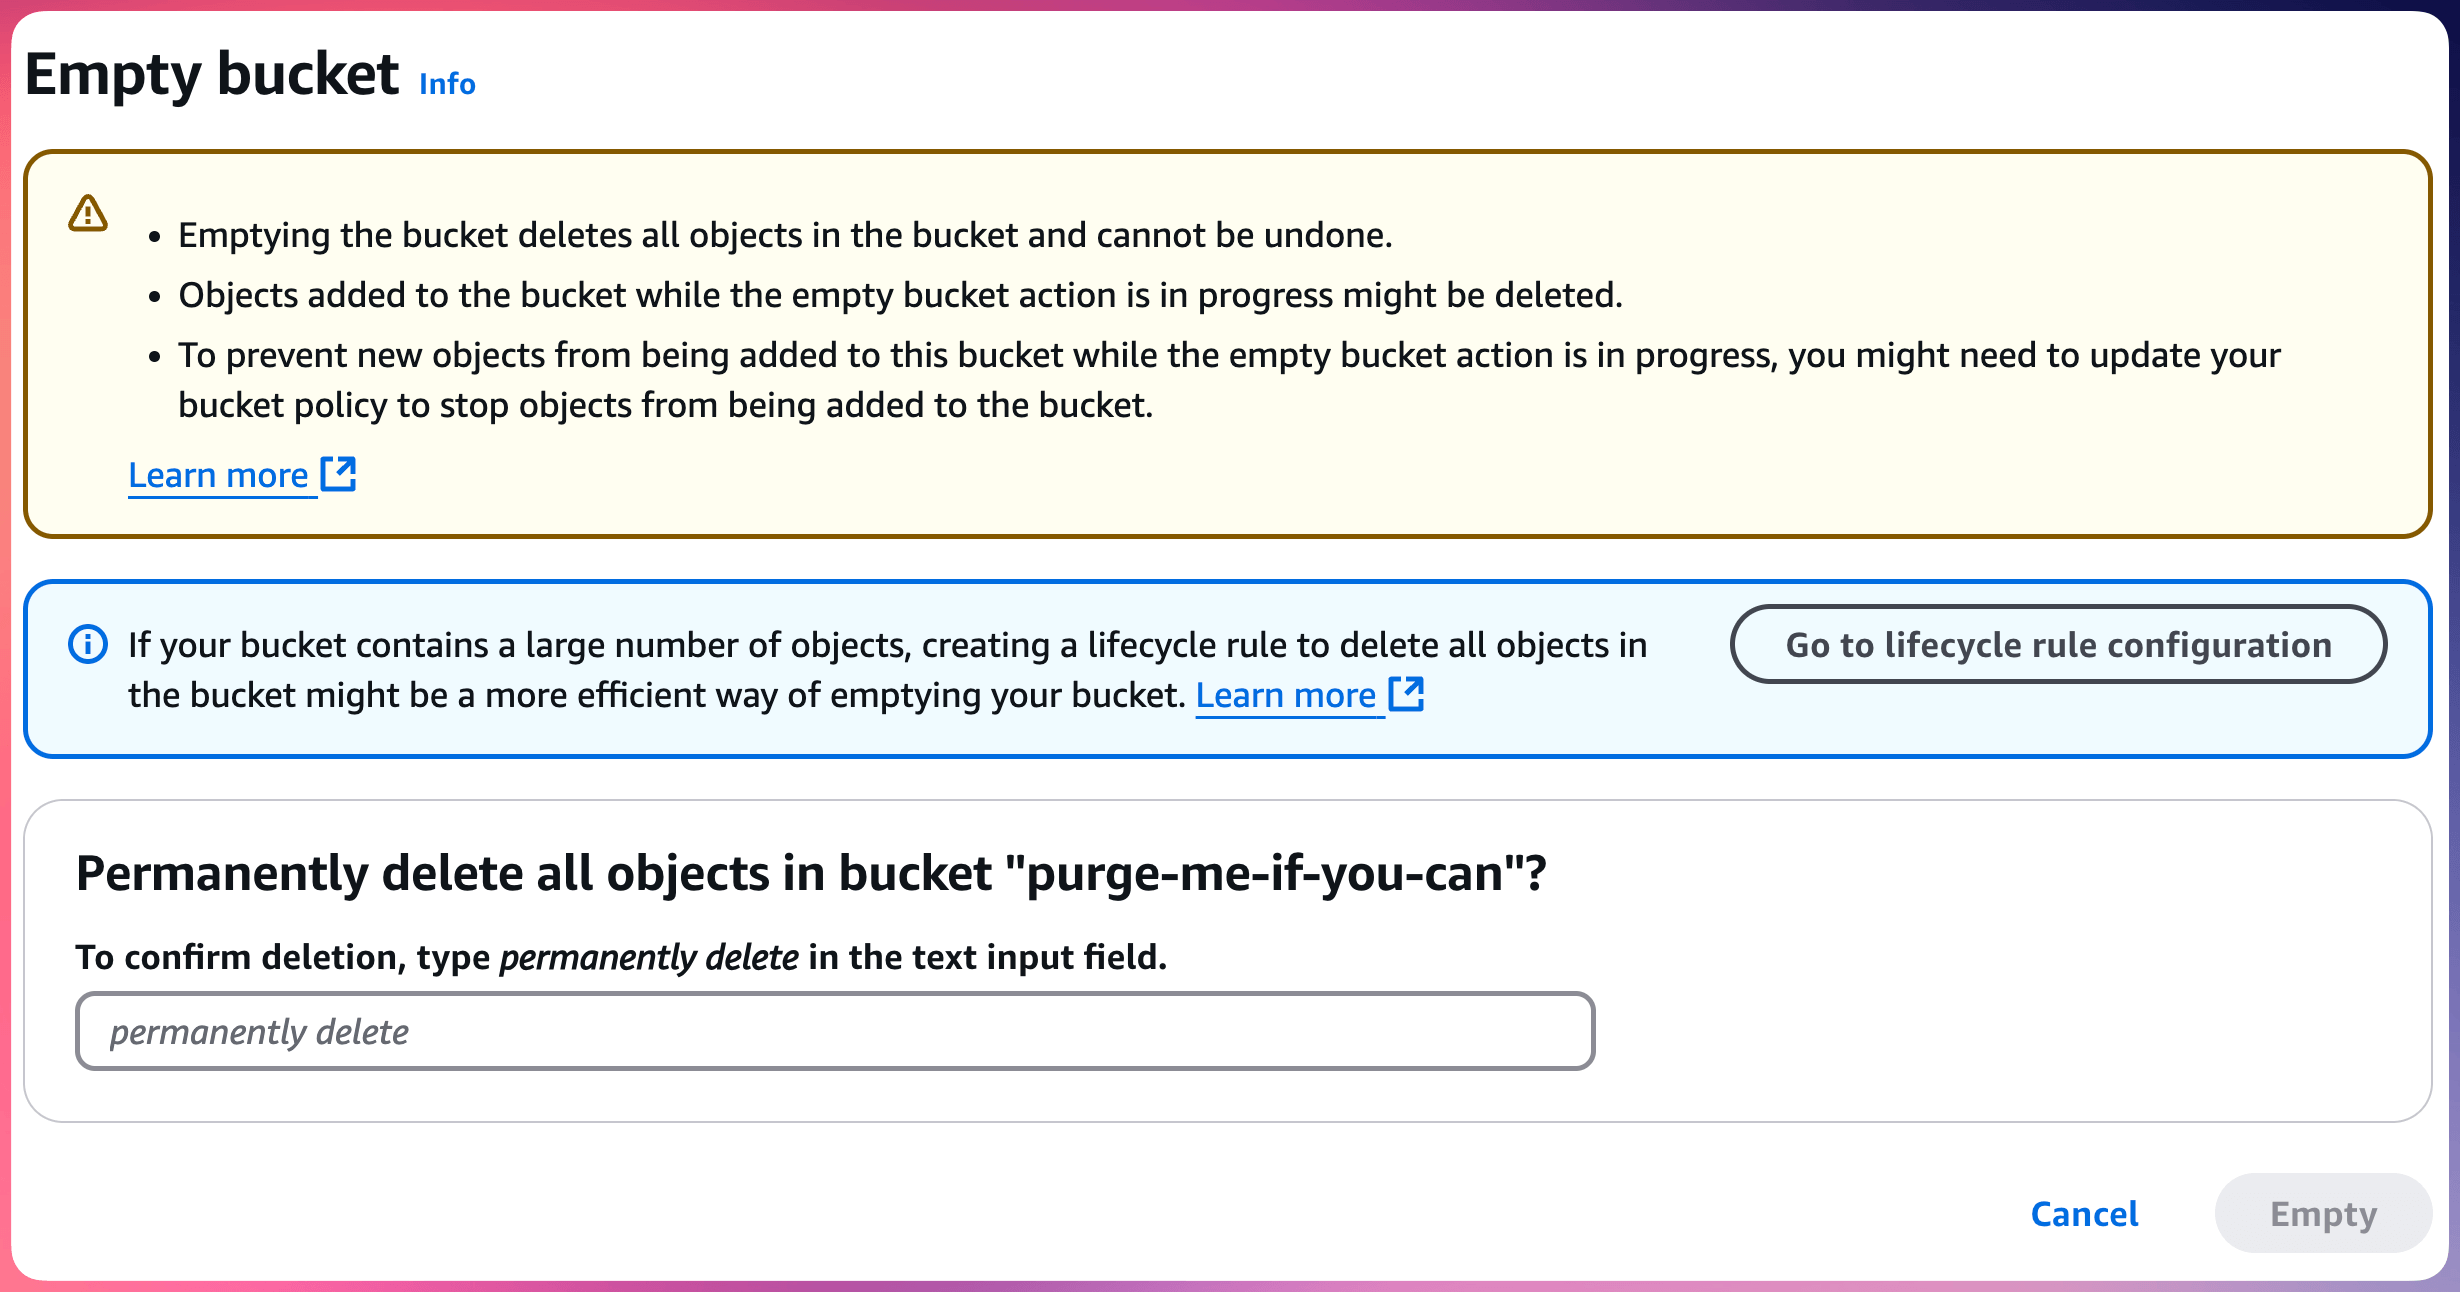 Empty bucket Info
• Emptying the bucket deletes all objects in the bucket and cannot be undone.
• Objects added to the bucket while the empty bucket action is in progress might be deleted.
• To prevent new objects from being added to this bucket while the empty bucket action is in progress, you might need to update your
bucket policy to stop objects from being added to the bucket.
Learn more
If your bucket contains a large number of objects, creating a lifecycle rule to delete all objects in
the bucket might be a more efficient way of emptying your bucket. Learn more
Go to lifecycle rule configuration
Permanently delete all objects in bucket "purge-me-if-you-can"?
To confirm deletion, type permanently delete in the text input field.
permanently delete
Cancel
Empty